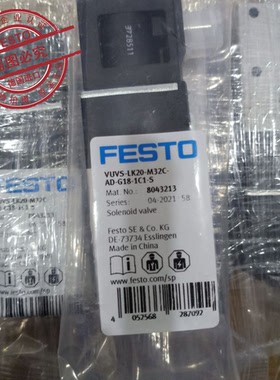 3P28511
FESTO
VUVS-LK20-M32C-
AD-G18-1C1-S
Mat. No.: 8043213
Series: 04-2021 58
Solenoid valve
Festo SE & Co. KG
DE-73734 Esslingen
Made in China
www.festo.com/sp
4 052568 287092